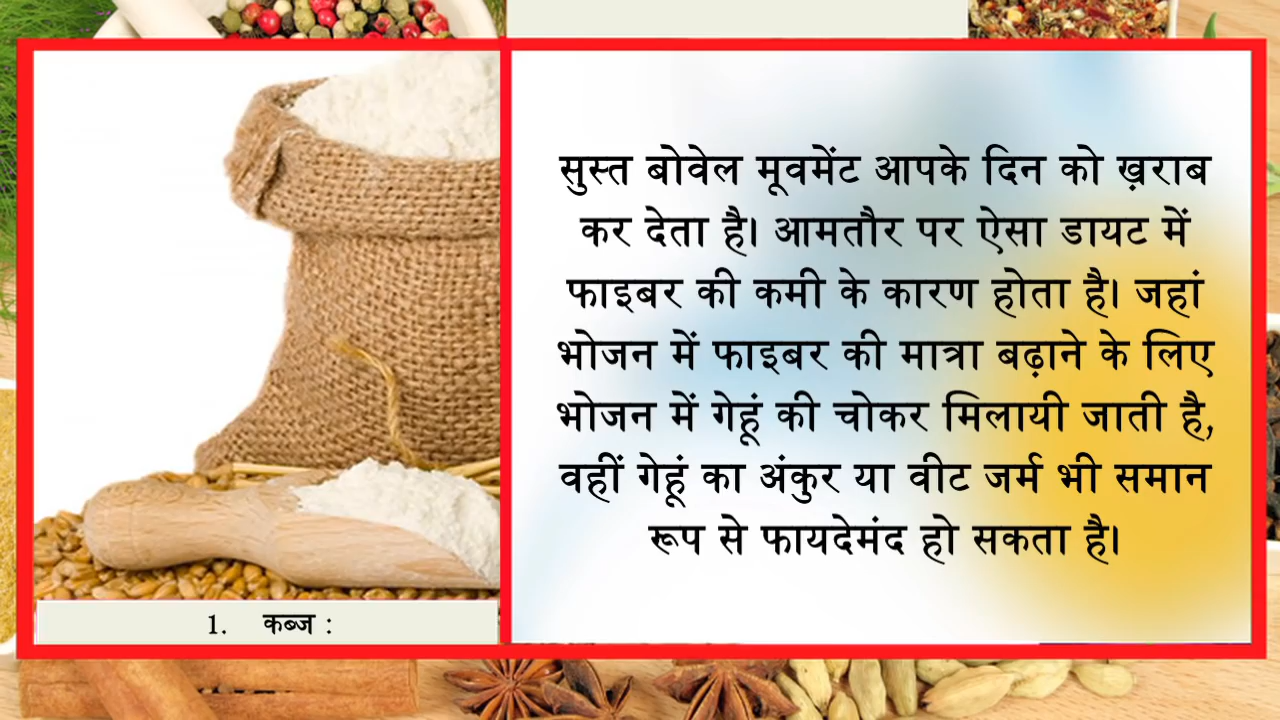 सुस्त बोवेल मूवमेंट आपके दिन को ख़राब
कर देता है। आमतौर पर ऐसा डायट में
फाइबर की कमी के कारण होता है। जहां
भोजन में फाइबर की मात्रा बढ़ाने के लिए
भोजन में गेहूं की चोकर मिलायी जाती है,
वहीं गेहूं का अंकुर या वीट जर्म भी समान
रूप से फायदेमंद हो सकता है।
1. कब्ज :